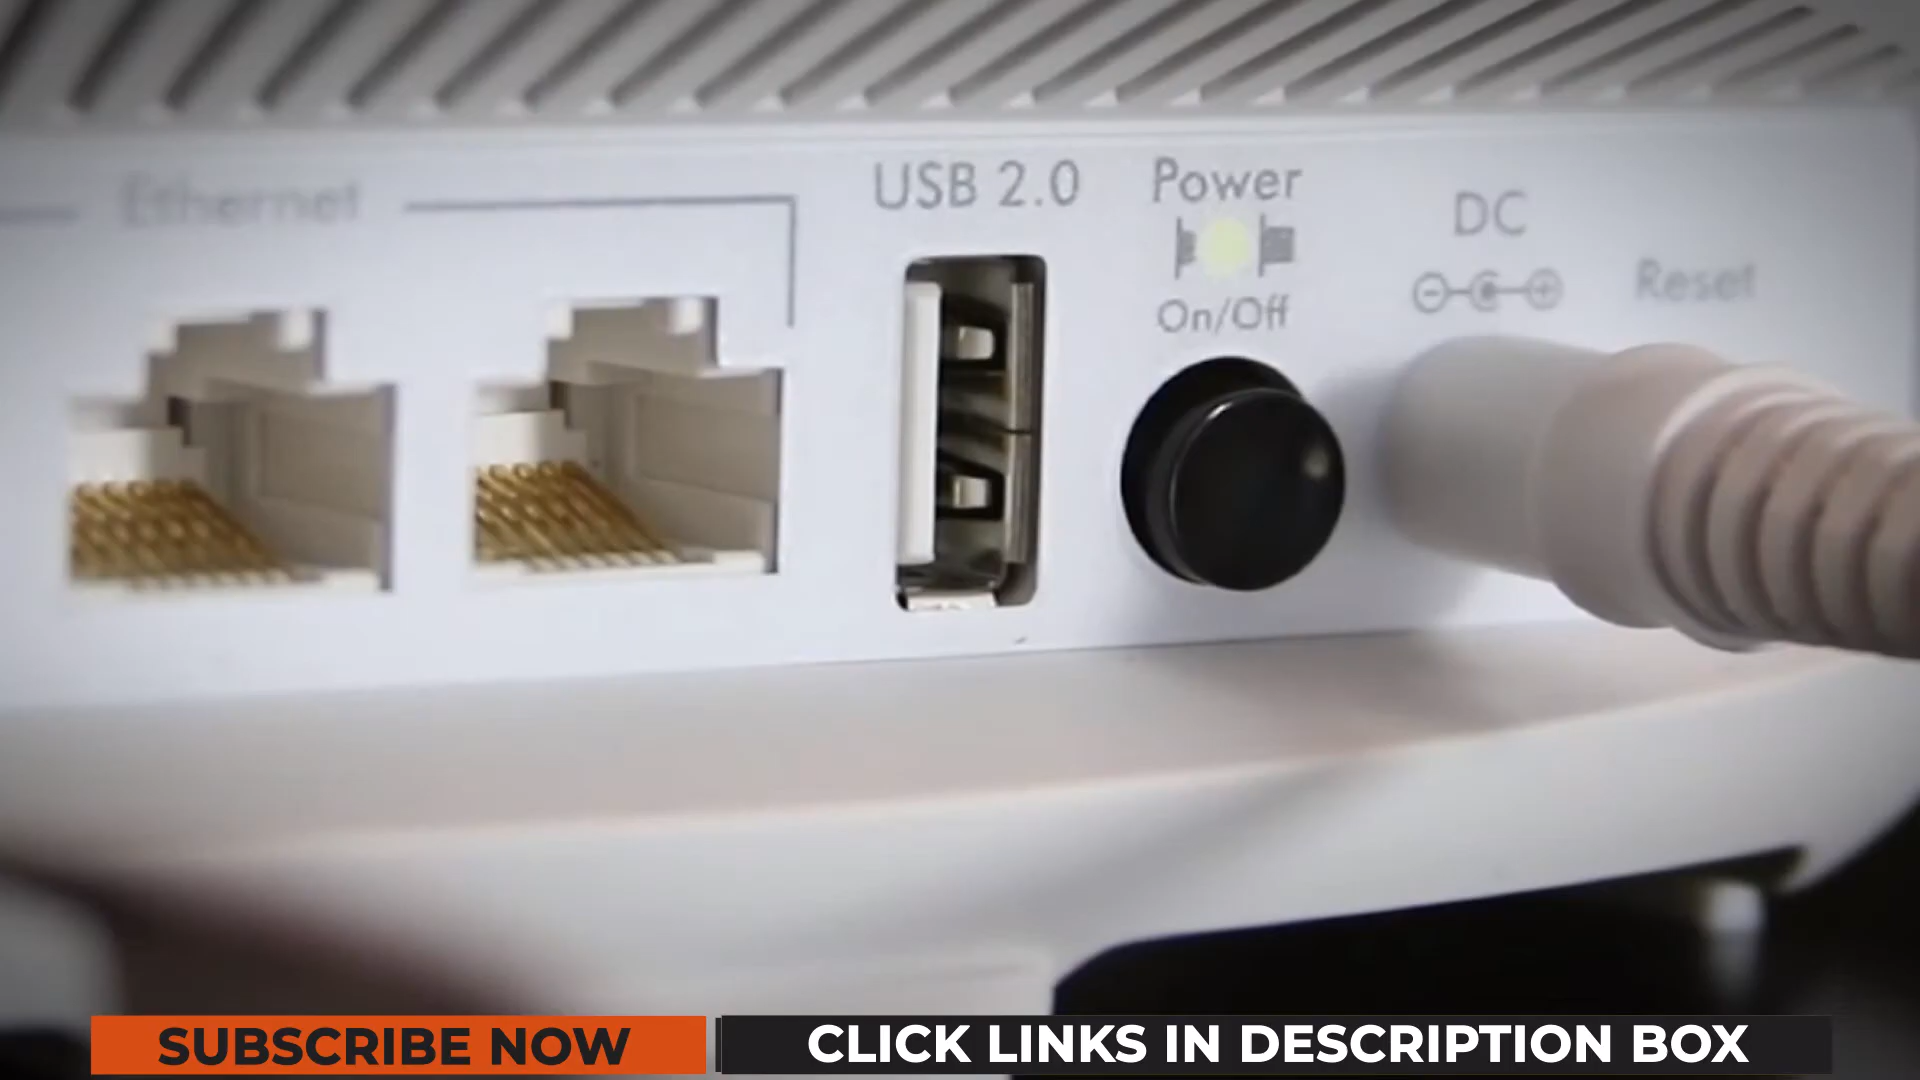 Ethernet
USB 2.0
Power
On/Off
DC
Reset
SUBSCRIBE NOW
CLICK LINKS IN DESCRIPTION BOX